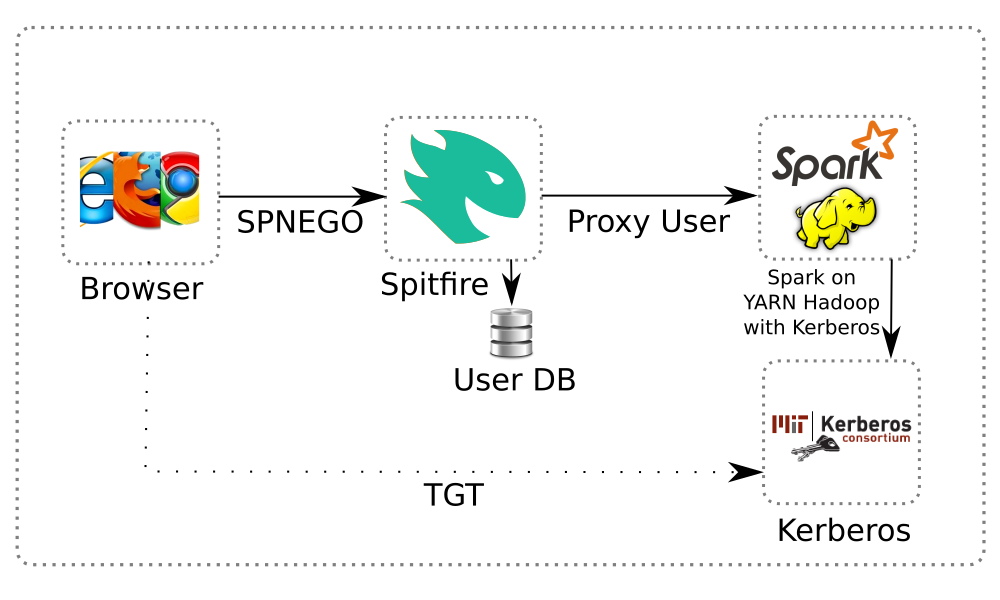 SPNEGO
Proxy User
Spark
Browser
Spitfire
Spark on
YARN Hadoop
with Kerberos
User DB
MIT Kerberos
consortium
TGT
Kerberos